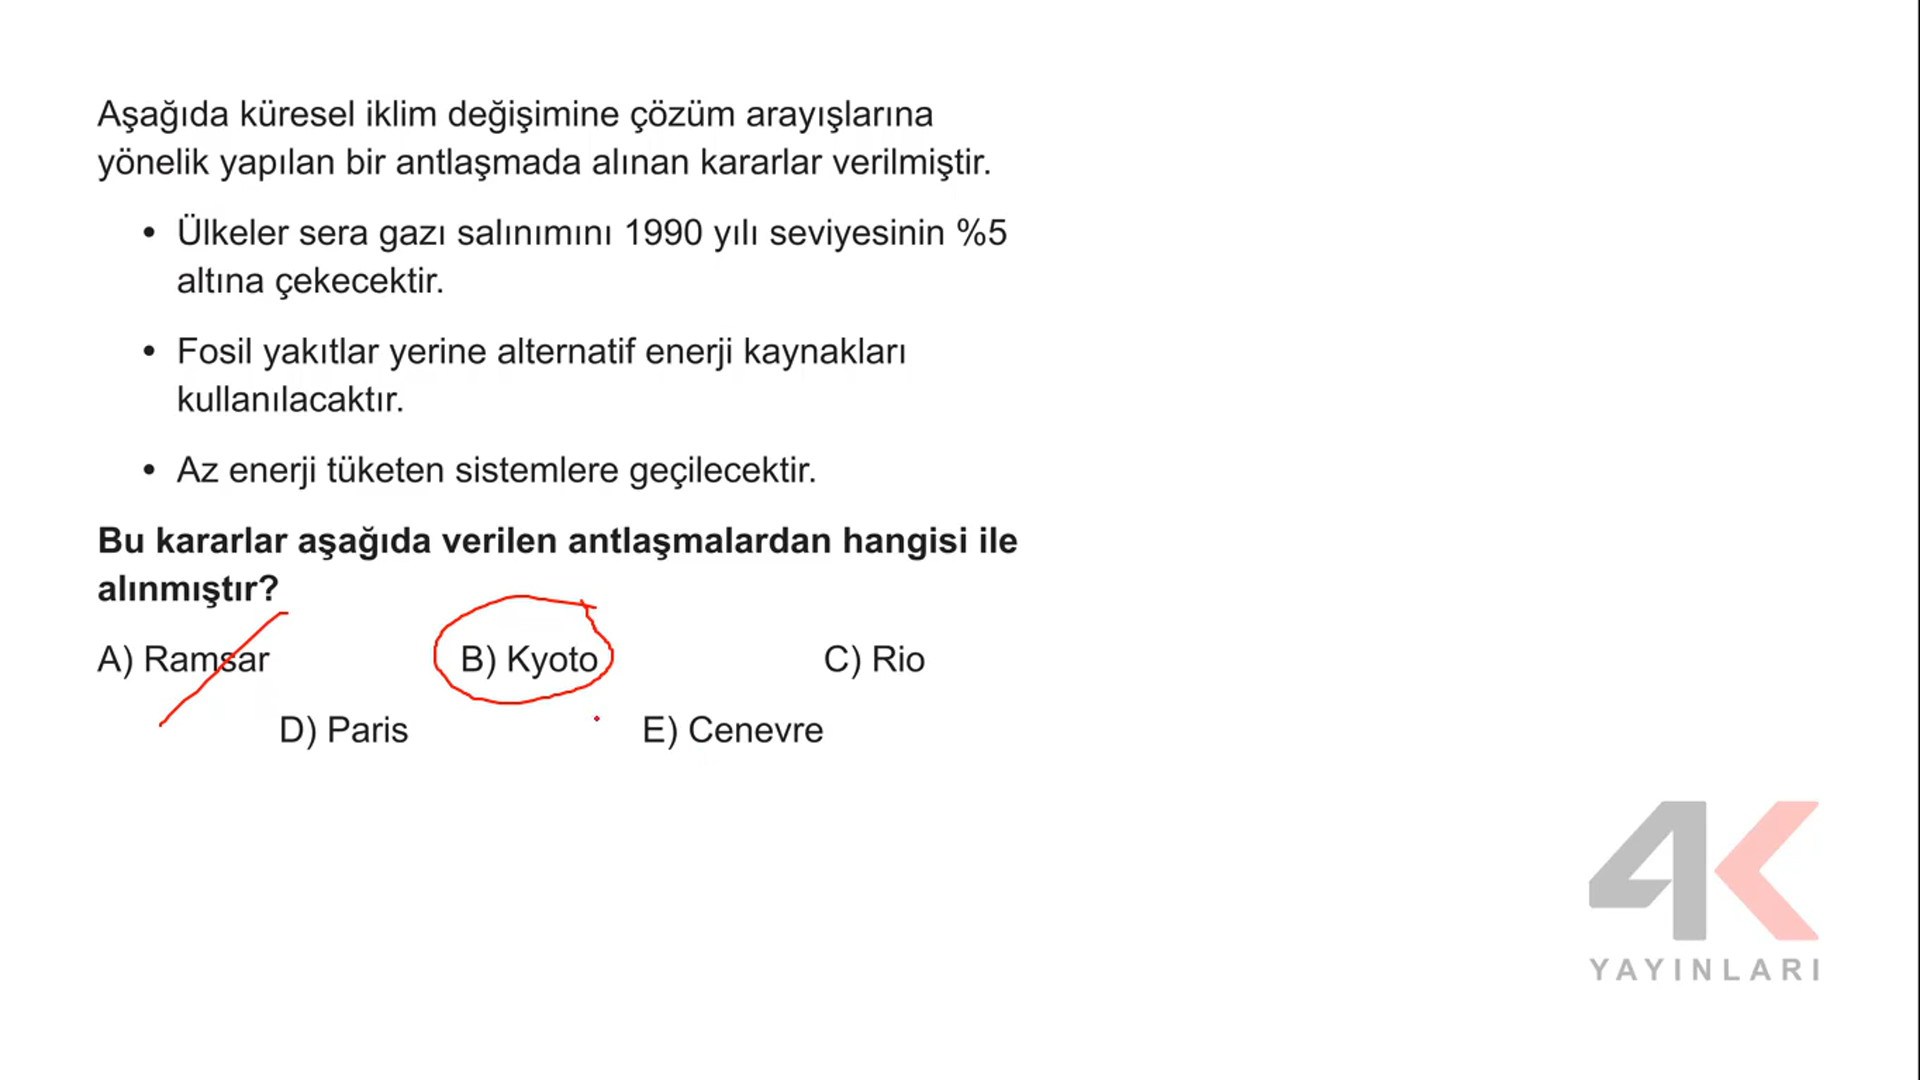 Aşağıda küresel iklim değişimine çözüm arayışlarına
yönelik yapılan bir antlaşmada alınan kararlar verilmiştir.
• Ülkeler sera gazı salınımını 1990 yılı seviyesinin %5
altına çekecektir.
• Fosil yakıtlar yerine alternatif enerji kaynakları
kullanılacaktır.
• Az enerji tüketen sistemlere geçilecektir.
Bu kararlar aşağıda verilen antlaşmalardan hangisi ile
alınmıştır?
A) Ramsar B) Kyoto C) Rio
D) Paris E) Cenevre
4K
YAYINLARI